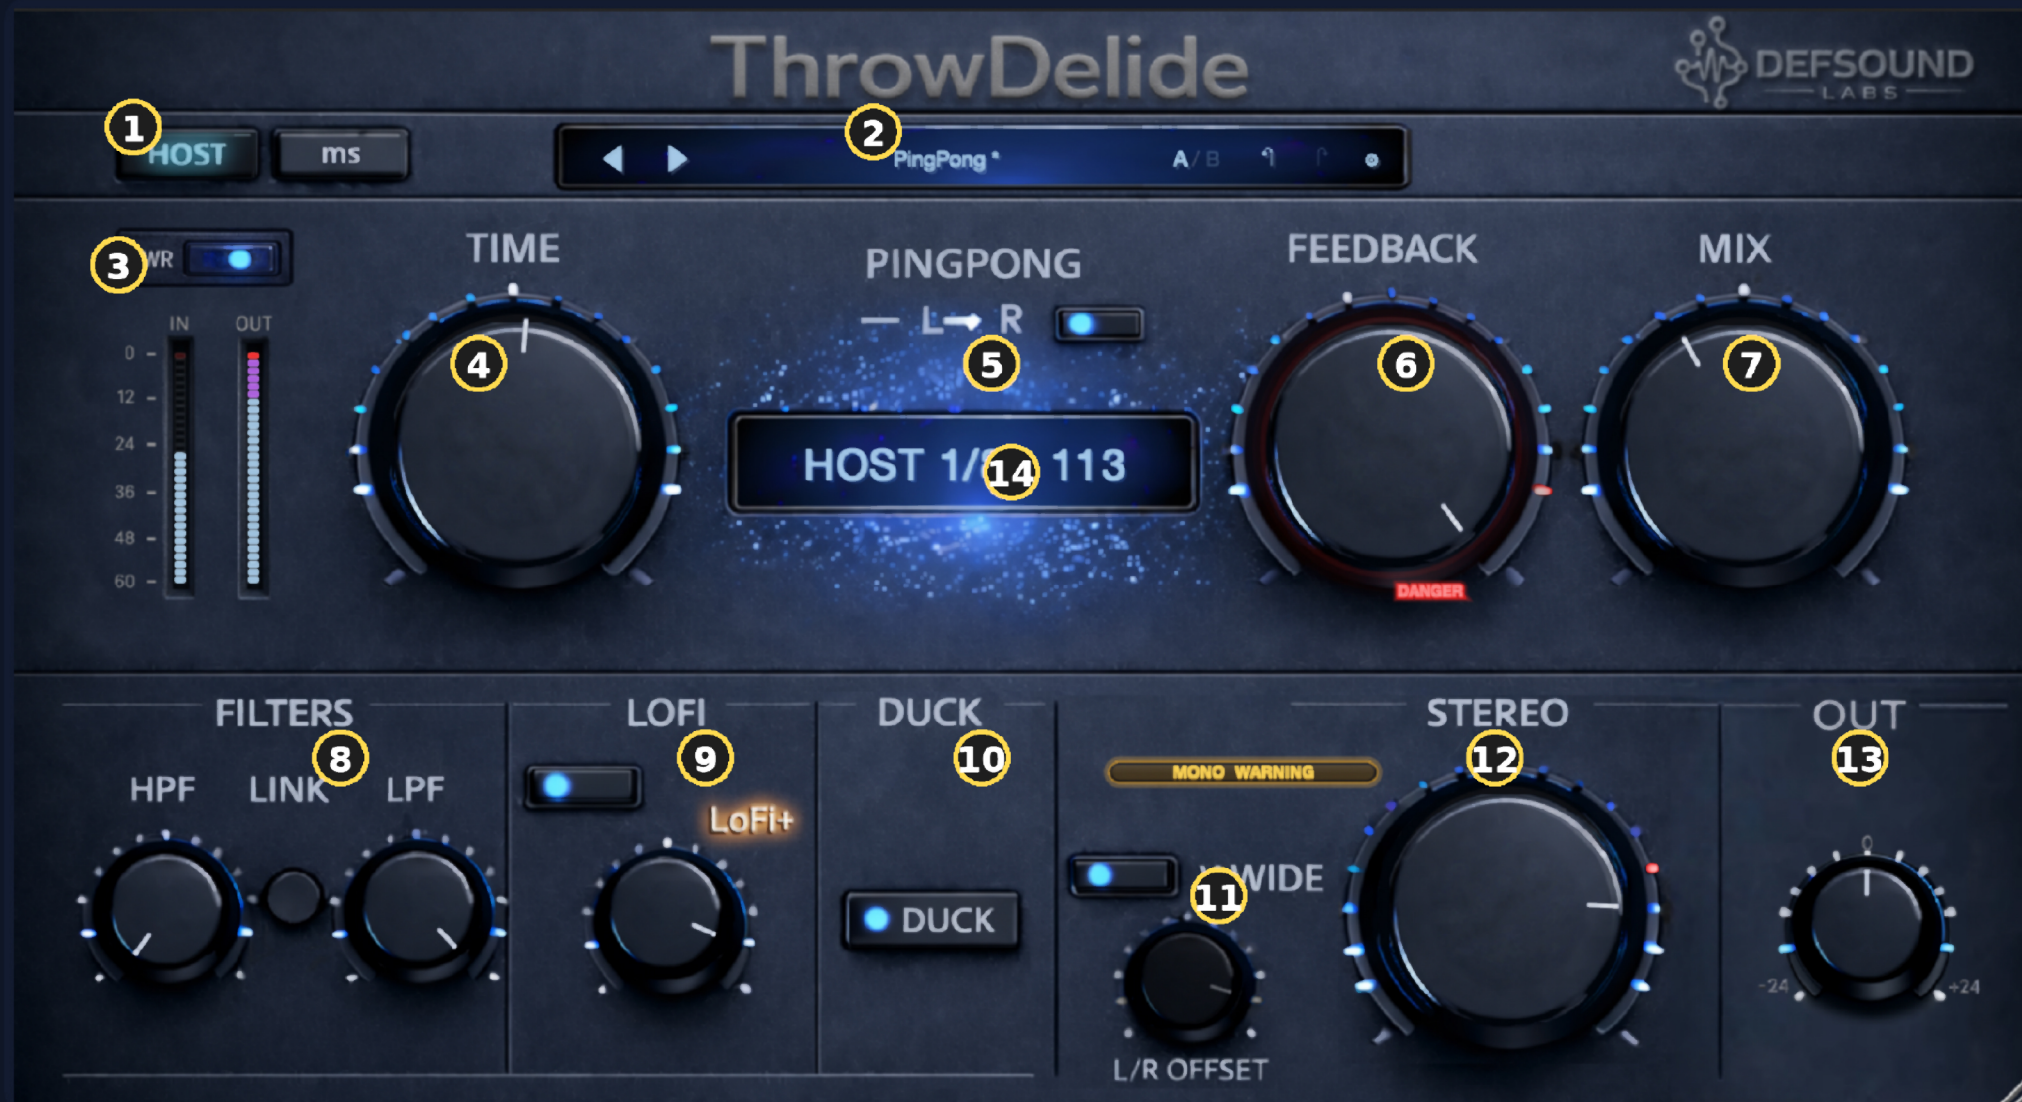 ThrowDelide
DEFSOUND
LABS
1
HOST
ms
2
PingPong *
A/B
3
WR
TIME
PINGPONG
L → R
FEEDBACK
MIX
IN OUT
0
12
24
36
48
60
4
5
6
7
HOST 1/ 113
14
DANGER
FILTERS
LOFI
DUCK
STEREO
OUT
8
9
10
12
13
HPF
LINK
LPF
LoFi+
MONO WARNING
11
WIDE
DUCK
0
-24
+24
L/R OFFSET